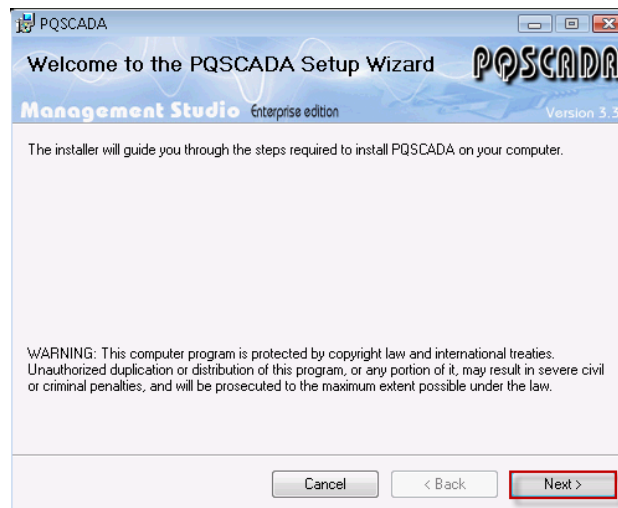 PQSCADA
Welcome to the PQSCADA Setup Wizard
PQSCADA
Management Studio Enterprise edition
Version 3.3
The installer will guide you through the steps required to install PQSCADA on your computer.
WARNING: This computer program is protected by copyright law and international treaties.
Unauthorized duplication or distribution of this program, or any portion of it, may result in severe civil
or criminal penalties, and will be prosecuted to the maximum extent possible under the law.
Cancel
< Back
Next >